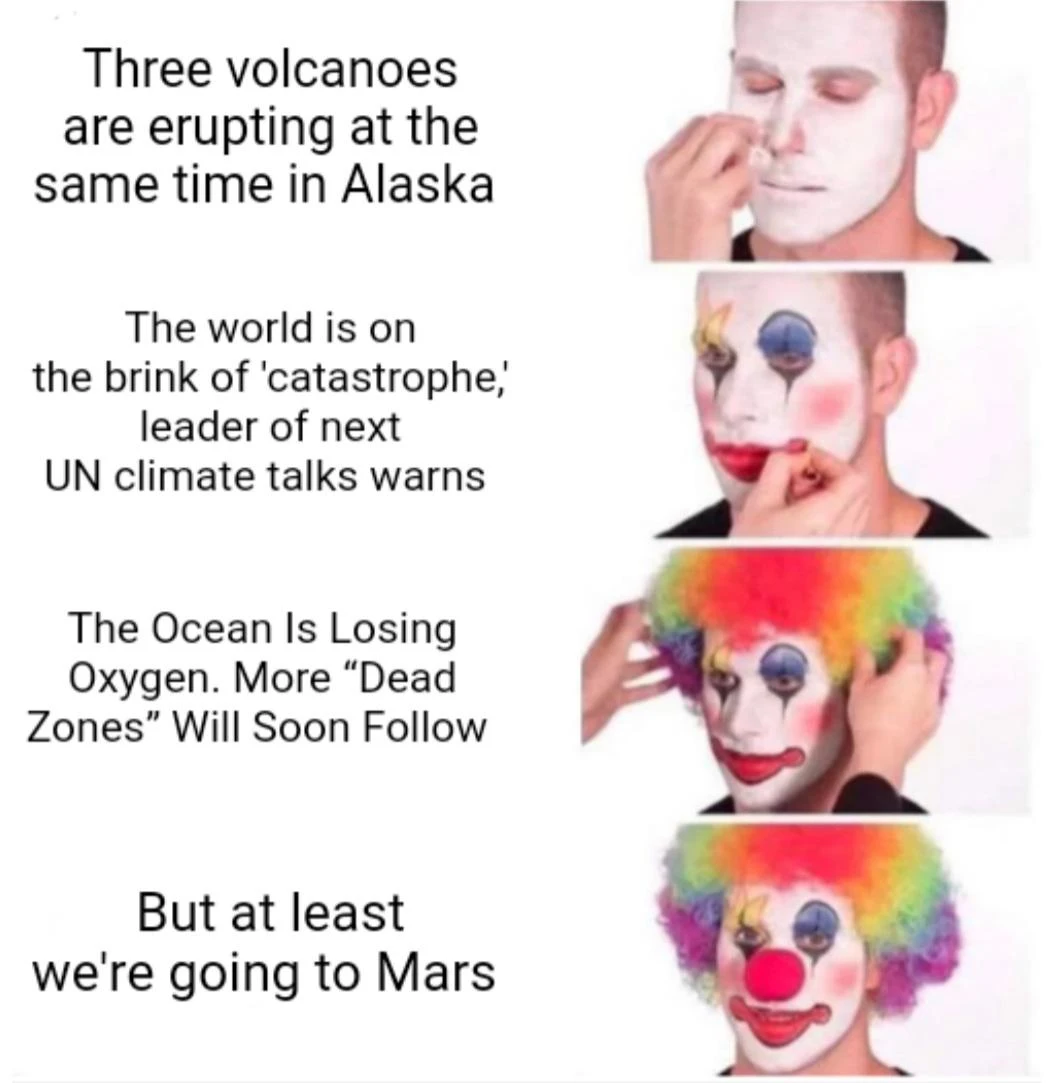 Three volcanoes
are erupting at the
same time in Alaska
The world is on
the brink of 'catastrophe,'
leader of next
UN climate talks warns
The Ocean Is Losing
Oxygen. More “Dead
Zones” Will Soon Follow
But at least
we're going to Mars